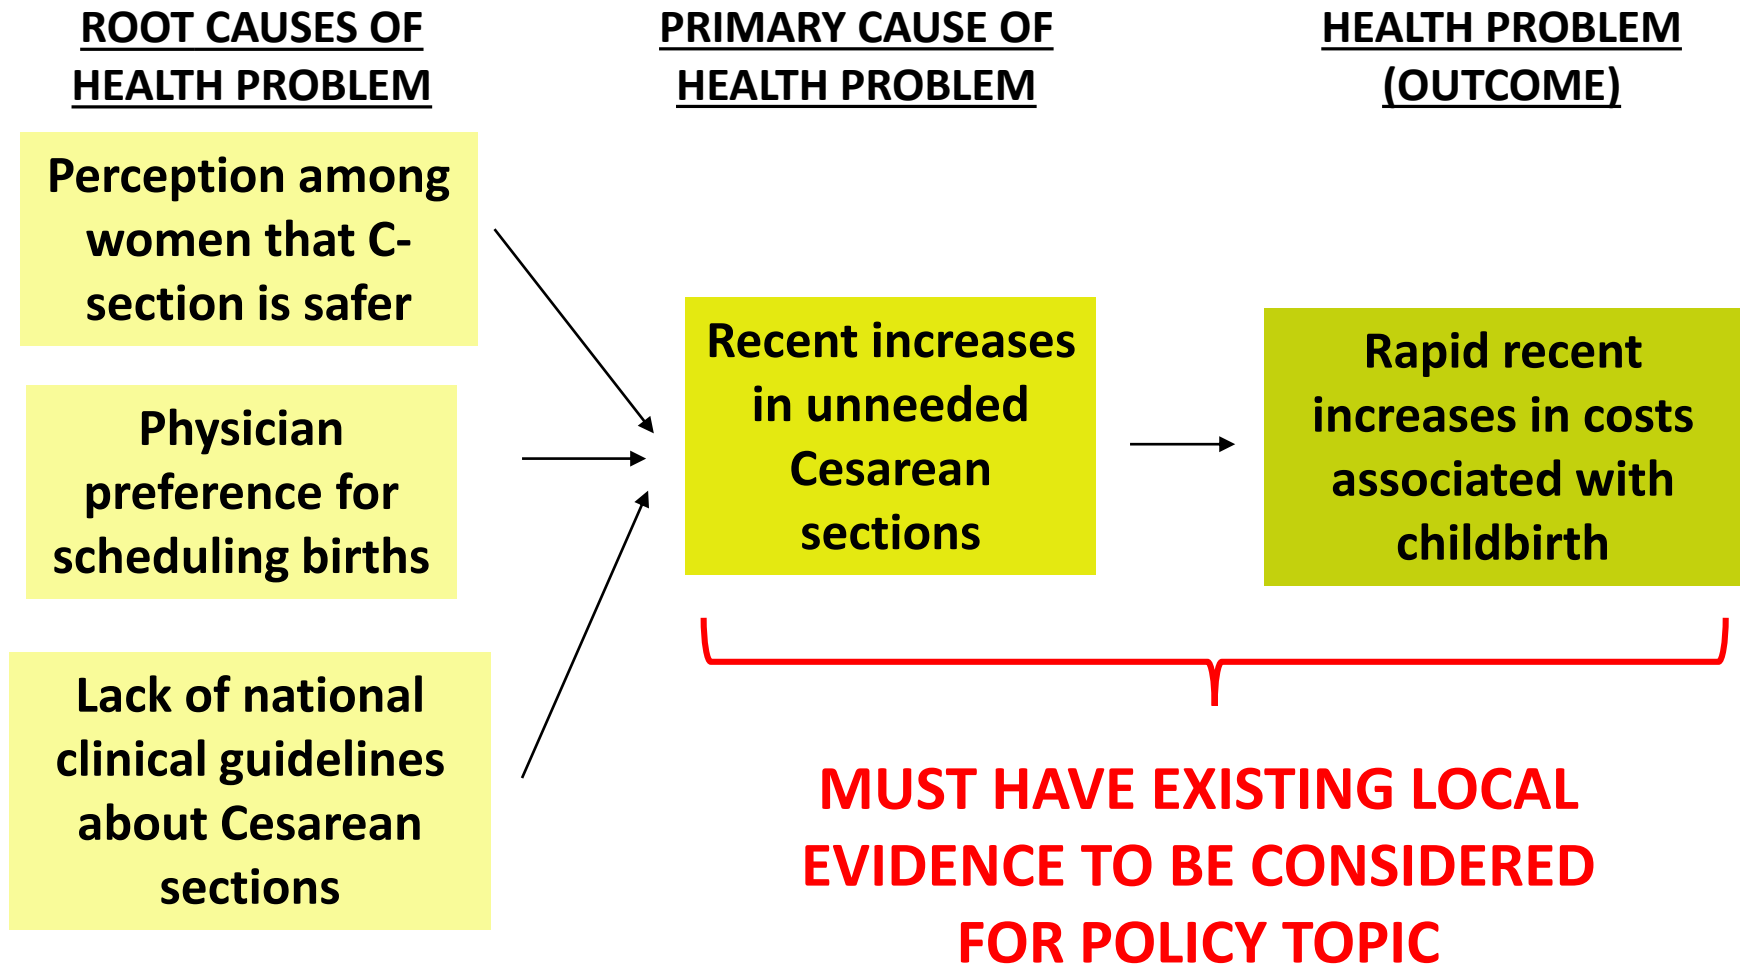 ROOT CAUSES OF
HEALTH PROBLEM
PRIMARY CAUSE OF
HEALTH PROBLEM
HEALTH PROBLEM
(OUTCOME)
Perception among
women that C-
section is safer
Physician
preference for
scheduling births
Lack of national
clinical guidelines
about Cesarean
sections
Recent increases
in unneeded
Cesarean
sections
Rapid recent
increases in costs
associated with
childbirth
MUST HAVE EXISTING LOCAL
EVIDENCE TO BE CONSIDERED
FOR POLICY TOPIC